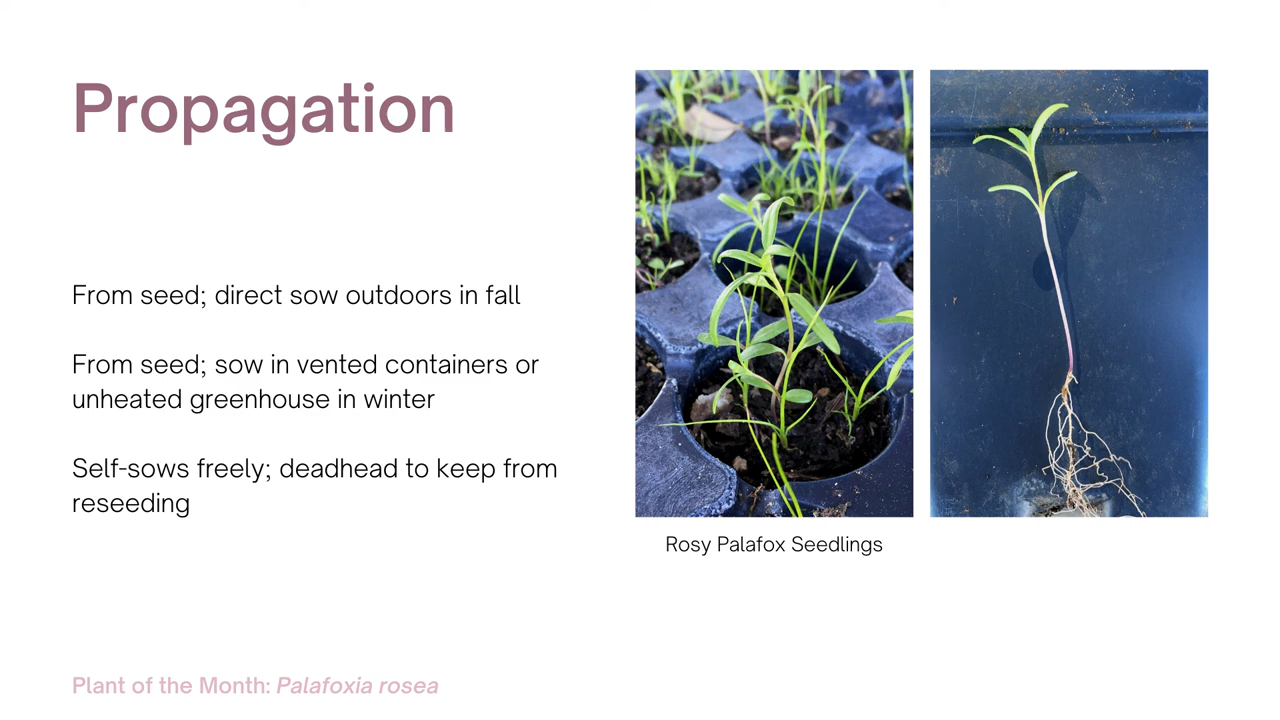 Propagation
From seed; direct sow outdoors in fall
From seed; sow in vented containers or
unheated greenhouse in winter
Self-sows freely; deadhead to keep from
reseeding
Rosy Palafox Seedlings
Plant of the Month: Palafoxia rosea